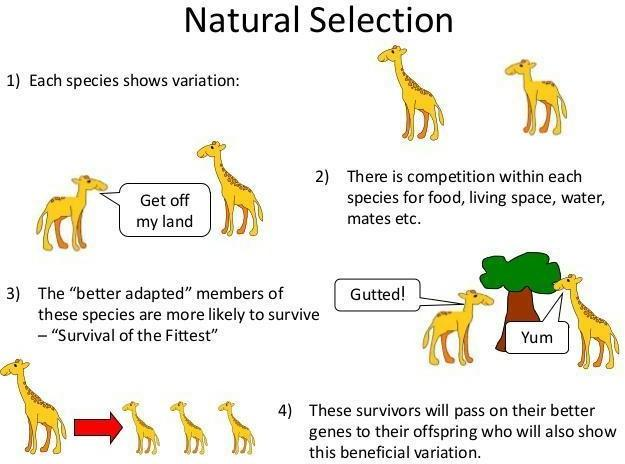 Natural Selection
1) Each species shows variation:
Get off
my land
2) There is competition within each
species for food, living space, water,
mates etc.
3) The “better adapted” members of
these species are more likely to survive
– “Survival of the Fittest”
Gutted!
Yum
4) These survivors will pass on their better
genes to their offspring who will also show
this beneficial variation.